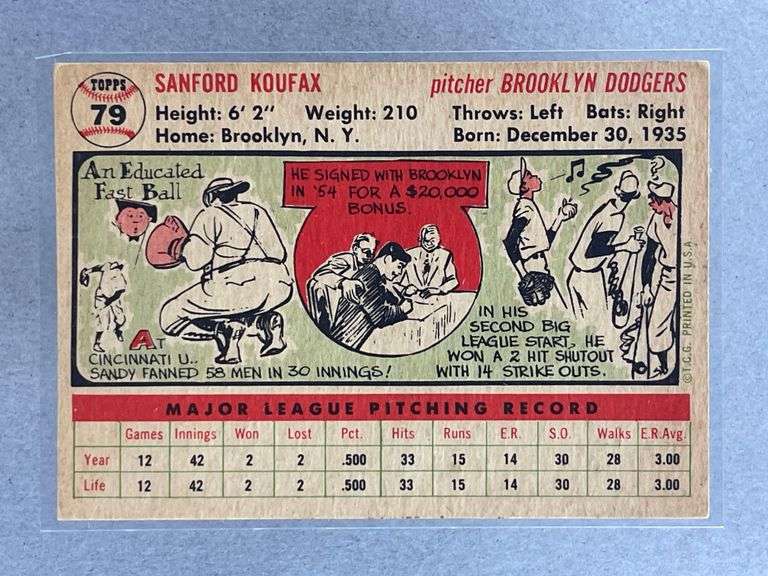 TOPPS
79
SANFORD KOUFAX
pitcher BROOKLYN DODGERS
Height: 6' 2" Weight: 210 Throws: Left Bats: Right
Home: Brooklyn, N. Y. Born: December 30, 1935
An Educated
Fast Ball
AT
CINCINNATI U..
SANDY FANNED 58 MEN IN 30 INNINGS!
HE SIGNED WITH BROOKLYN
IN '54 FOR A $20,000
BONUS.
IN HIS
SECOND BIG
LEAGUE START, HE
WON A 2 HIT SHUTOUT
WITH 14 STRIKE OUTS.
© T. C. G. PRINTED IN U. S. A.
MAJOR LEAGUE PITCHING RECORD
Games Innings Won Lost Pct. Hits Runs E.R. S.O. Walks E.R.Avg.
Year 12 42 2 2 .500 33 15 14 30 28 3.00
Life 12 42 2 2 .500 33 15 14 30 28 3.00